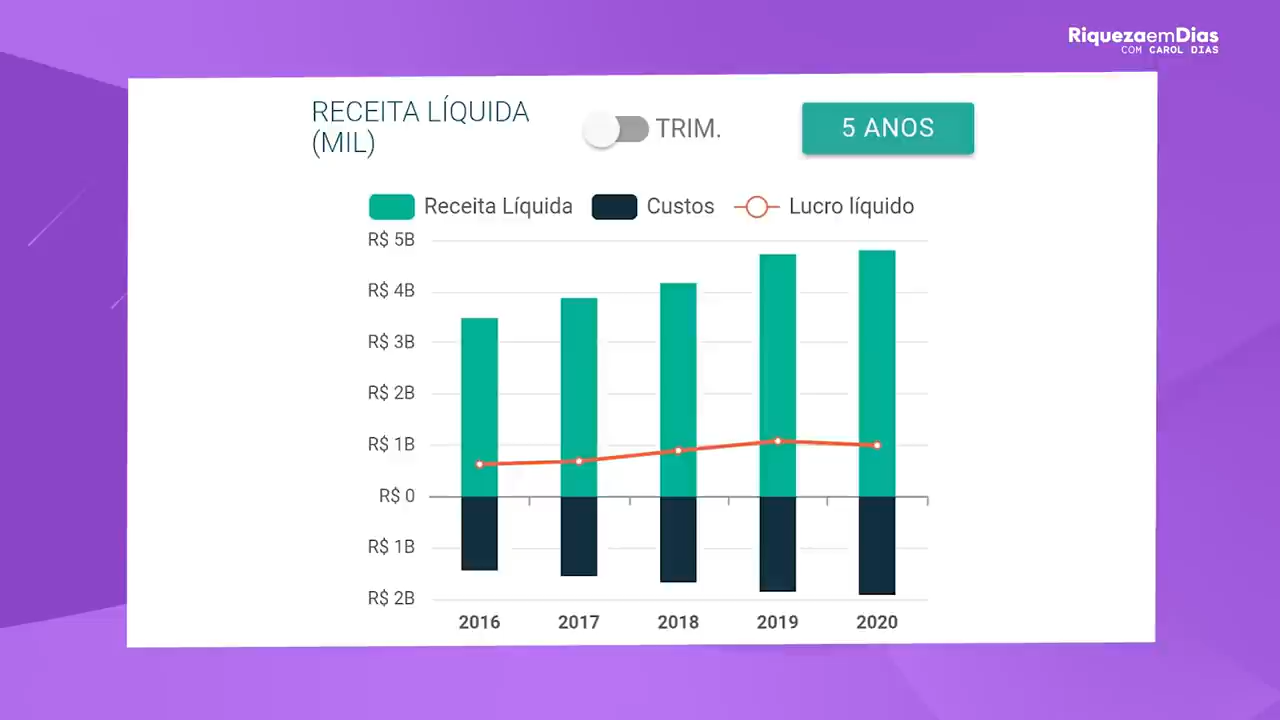 RiquezaemDias
COM CAROL DIAS
RECEITA LÍQUIDA
(MIL)
TRIM.
5 ANOS
Receita Líquida
Custos
Lucro líquido
R$ 5B
R$ 4B
R$ 3B
R$ 2B
R$ 1B
R$ 0
R$ 1B
R$ 2B
2016 2017 2018 2019 2020